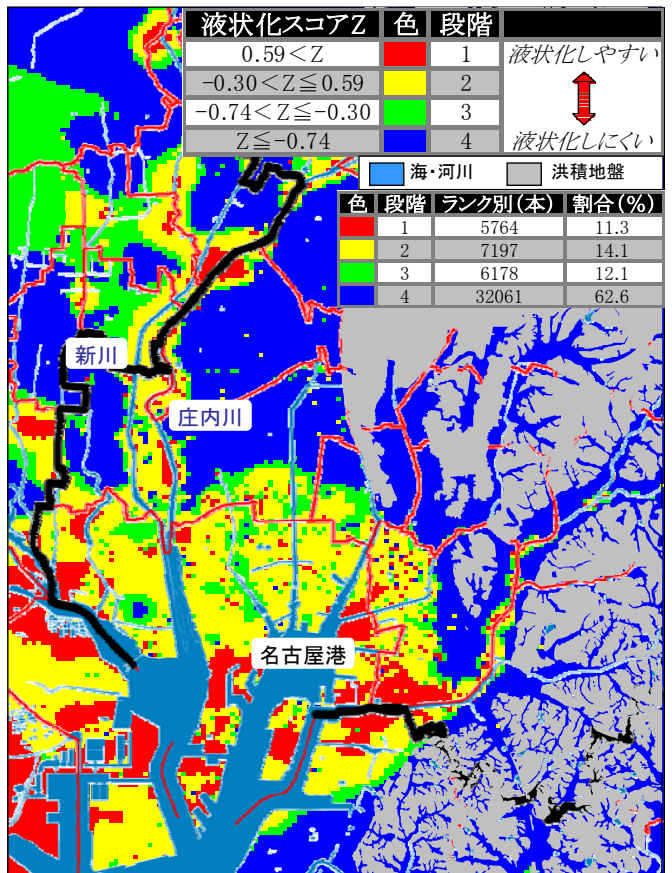 液状化スコアZ 色 段階
0.59<Z 1 液状化しやすい
-0.30<Z≦0.59 2
-0.74<Z≦-0.30 3
Z≦-0.74 4 液状化しにくい
海・河川 洪積地盤
色 段階 ランク別(本) 割合(%)
1 5764 11.3
2 7197 14.1
3 6178 12.1
4 32061 62.6
新川
庄内川
名古屋港